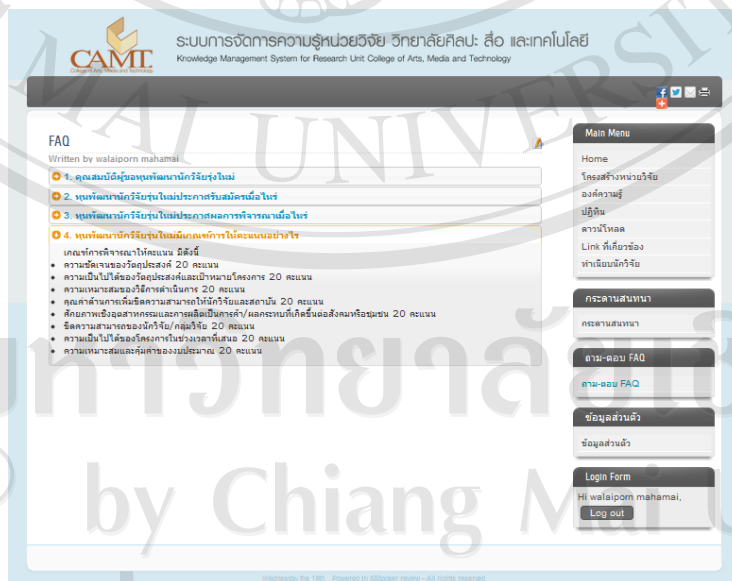 CAMT
College of Arts, Media and Technology
ระบบการจัดการความรู้หน่วยวิจัย วิทยาลัยศิลปะ สื่อ และเทคโนโลยี
Knowledge Management System for Research Unit College of Arts, Media and Technology
FAQ
Written by walaiporn mahamai
1. คุณสมบัติผู้ขอทุนพัฒนานักวิจัยรุ่งใหม่
2. ทุนพัฒนานักวิจัยรุ่นใหม่ประกาศรับสมัครเมื่อไหร่
3. ทุนพัฒนานักวิจัยรุ่นใหม่ประกาศผลการพิจารณาเมื่อไหร่
4. ทุนพัฒนานักวิจัยรุ่นใหม่มีเกณฑ์การให้คะแนนอย่างไร
เกณฑ์การพิจารณาให้คะแนน มีดังนี้
ความชัดเจนของวัตถุประสงค์ 20 คะแนน
ความเป็นไปได้ของวัตถุประสงค์และเป้าหมายโครงการ 20 คะแนน
ความเหมาะสมของวิธีการดำเนินการ 20 คะแนน
คุณค่าด้านการเพิ่มขีดความสามารถให้นักวิจัยและสถาบัน 20 คะแนน
ศักยภาพเชิงอุตสาหกรรมและการผลิตเป็นการค้า/ผลกระทบที่เกิดขึ้นต่อสังคมหรือชุมชน 20 คะแนน
ขีดความสามารถของนักวิจัย/กลุ่มวิจัย 20 คะแนน
ความเป็นไปได้ของโครงการในช่วงเวลาที่เสนอ 20 คะแนน
ความเหมาะสมและคุ้มค่าของงบประมาณ 20 คะแนน
Main Menu
Home
โครงสร้างหน่วยวิจัย
องค์ความรู้
ปฏิทิน
ดาวน์โหลด
Link ที่เกี่ยวข้อง
ทำเนียบนักวิจัย
กระดานสนทนา
กระดานสนทนา
ถาม-ตอบ FAQ
ถาม-ตอบ FAQ
ข้อมูลส่วนตัว
ข้อมูลส่วนตัว
Login Form
Hi walaiporn mahamai,
Log out
MAI UNIVERSIT
มหาวิทยาลัยเชี
by Chiang Mai U